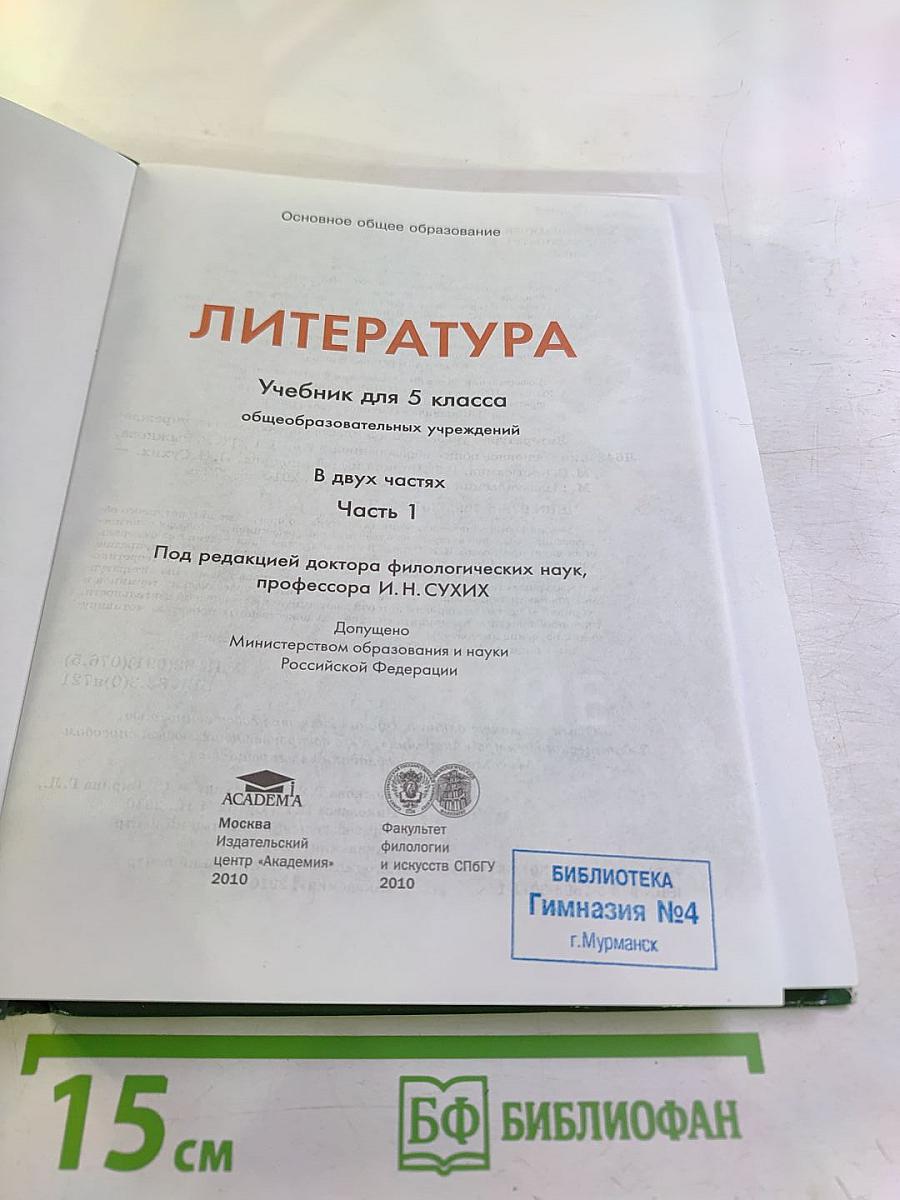 Основное общее образование
ЛИТЕРАТУРА
Учебник для 5 класса
общеобразовательных учреждений
В двух частях
Часть 1
Под редакцией доктора филологических наук,
профессора И. Н. СУХИХ
Допущено
Министерством образования и науки
Российской Федерации
ACADEMA
Москва
Издательский
центр «Академия»
2010
Факультет
филологии
и искусств СПбГУ
2010
БИБЛИОТЕКА
Гимназия №4
г.Мурманск
15 см
БФ БИБЛИОФАН